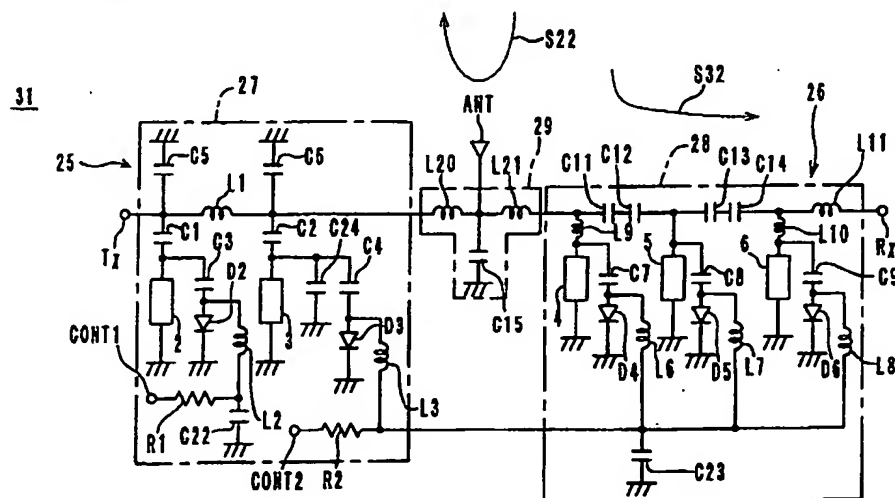 S22
S32
31
27
ANT
26
29
28
25
C5
C6
L20
L21
C11
C12
C13
C14
L11
L1
Tx
Rx
C1
C2
C3
C24
C4
L9
L10
D2
C7
C8
C9
2
3
4
5
6
C15
D3
CONT1
D4
L6
D5
L7
D6
L8
L2
L3
R1
C22
CONT2
R2
C23